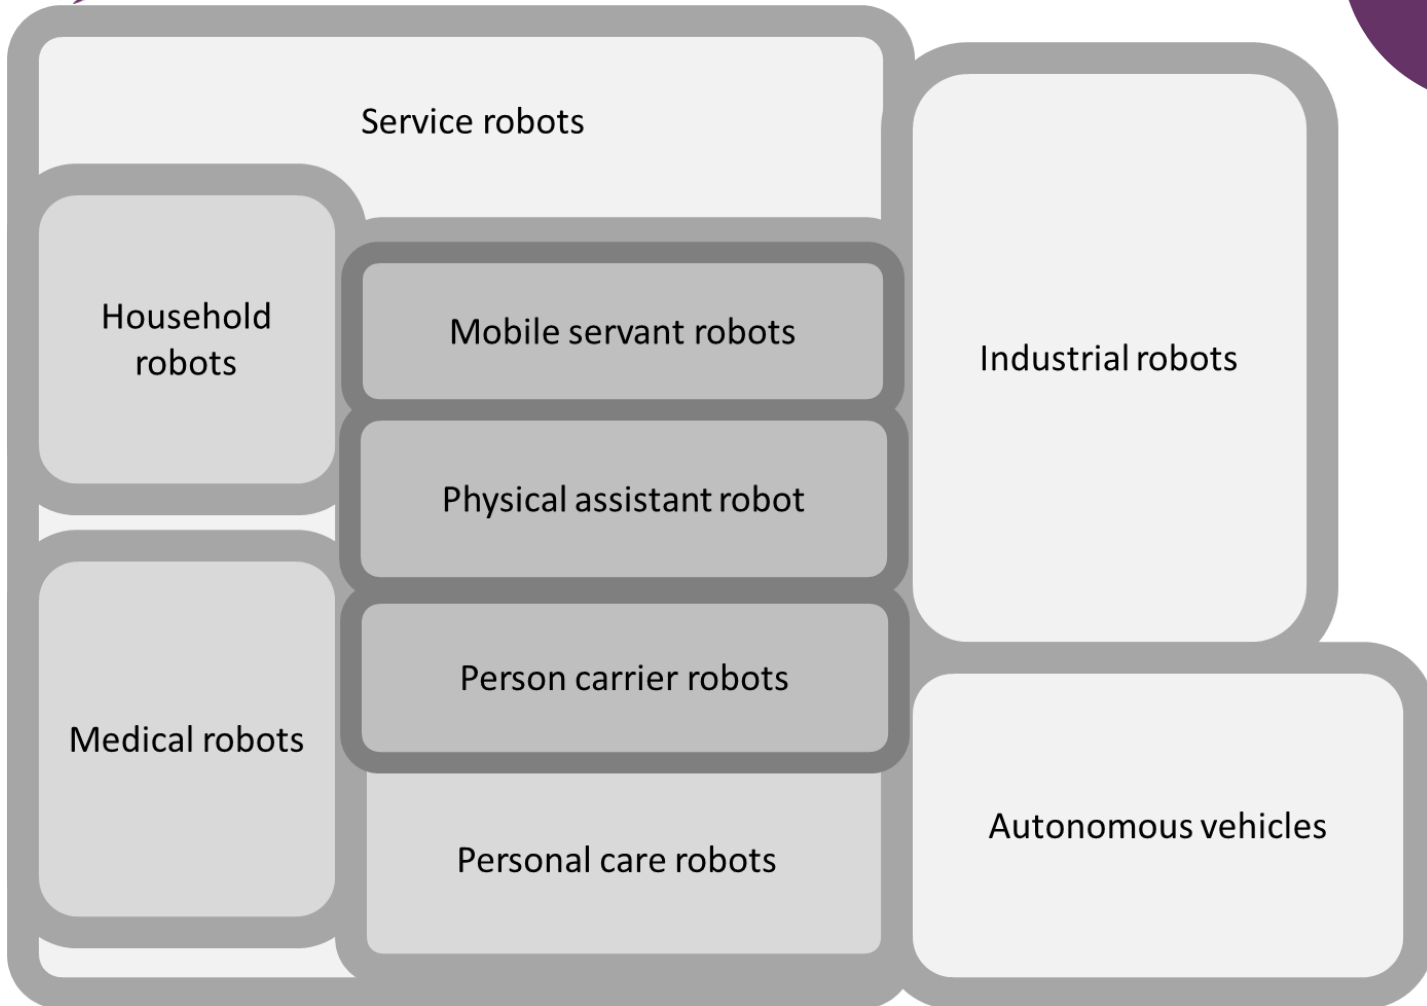 Service robots
Household
robots
Mobile servant robots
Industrial robots
Physical assistant robot
Person carrier robots
Medical robots
Autonomous vehicles
Personal care robots